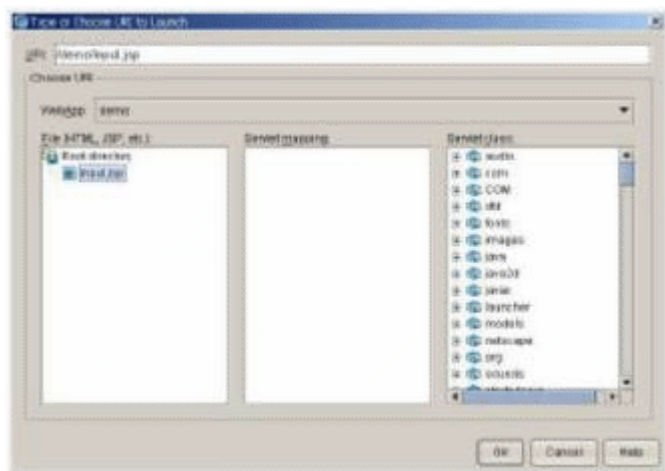 Type or Choose URI to Launch
URI: /demo/input.jsp
Choose URI
WebApp: demo
File (HTML, JSP, etc.)
Root directory
input.jsp
Servlet mapping
Servlet class
audio
com
COM
dtd
fonts
images
java
java2d
javax
launcher
models
netscape
org
sounds
OK
Cancel
Help